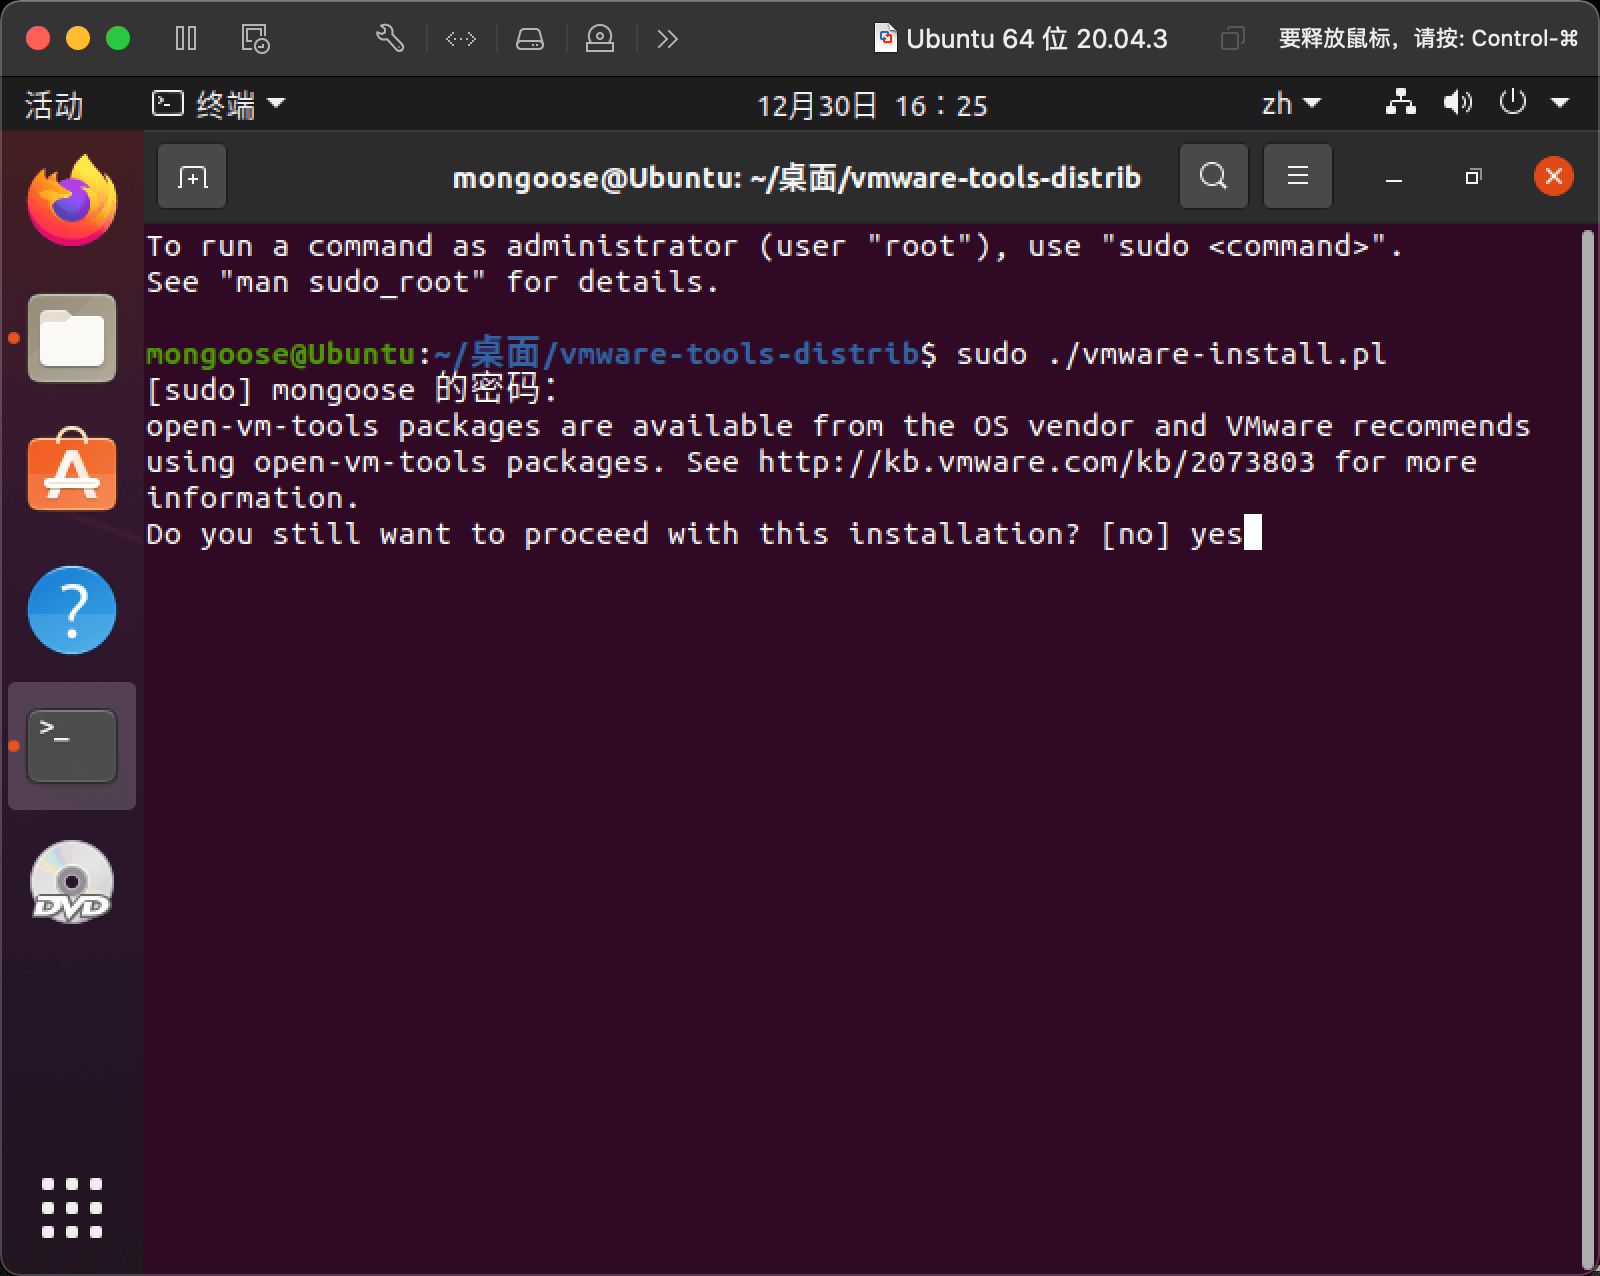 Ubuntu 64 位 20.04.3
要释放鼠标，请按: Control-⌘
活动
终端
12月30日 16：25
zh
mongoose@Ubuntu: ~/桌面/vmware-tools-distrib
To run a command as administrator (user "root"), use "sudo <command>".
See "man sudo_root" for details.
mongoose@Ubuntu:~/桌面/vmware-tools-distrib$ sudo ./vmware-install.pl
[sudo] mongoose 的密码：
open-vm-tools packages are available from the OS vendor and VMware recommends
using open-vm-tools packages. See http://kb.vmware.com/kb/2073803 for more
information.
Do you still want to proceed with this installation? [no] yes
DVD